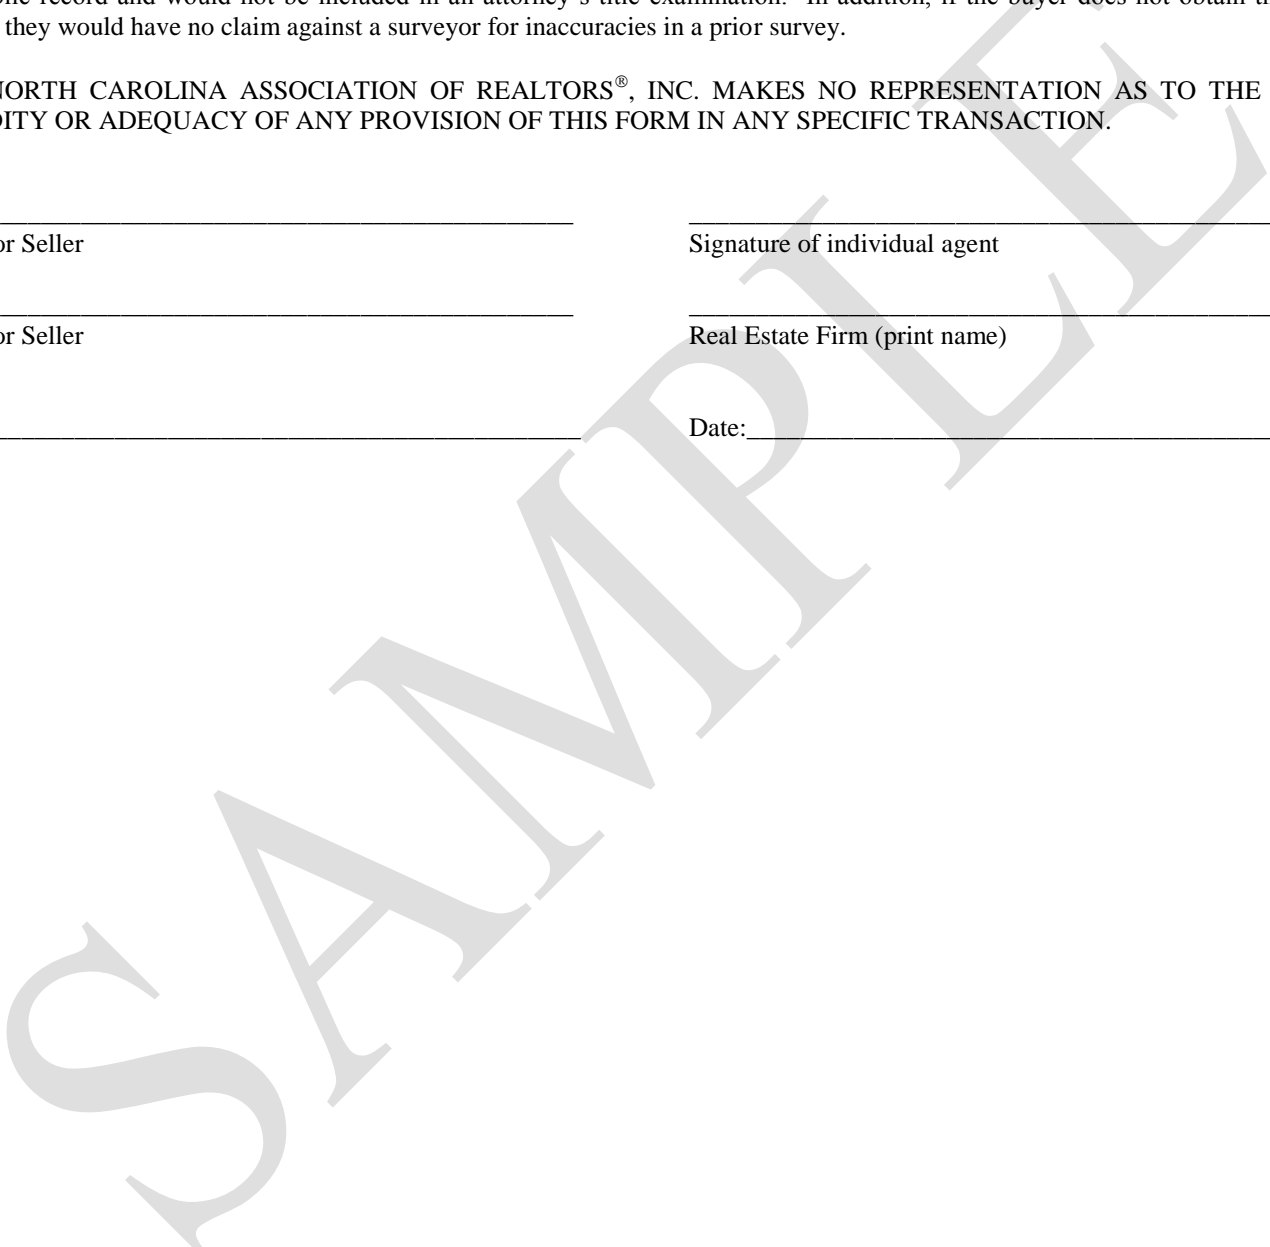 record and would not be included in an attorney's title examination. In addition, if the buyer does not obtain
they would have no claim against a surveyor for inaccuracies in a prior survey.
NORTH CAROLINA ASSOCIATION OF REALTORS®, INC. MAKES NO REPRESENTATION AS TO THE
OR ADEQUACY OF ANY PROVISION OF THIS FORM IN ANY SPECIFIC TRANSACTION.
or Seller
Signature of individual agent
or Seller
Real Estate Firm (print name)
Date:
SAMPLE